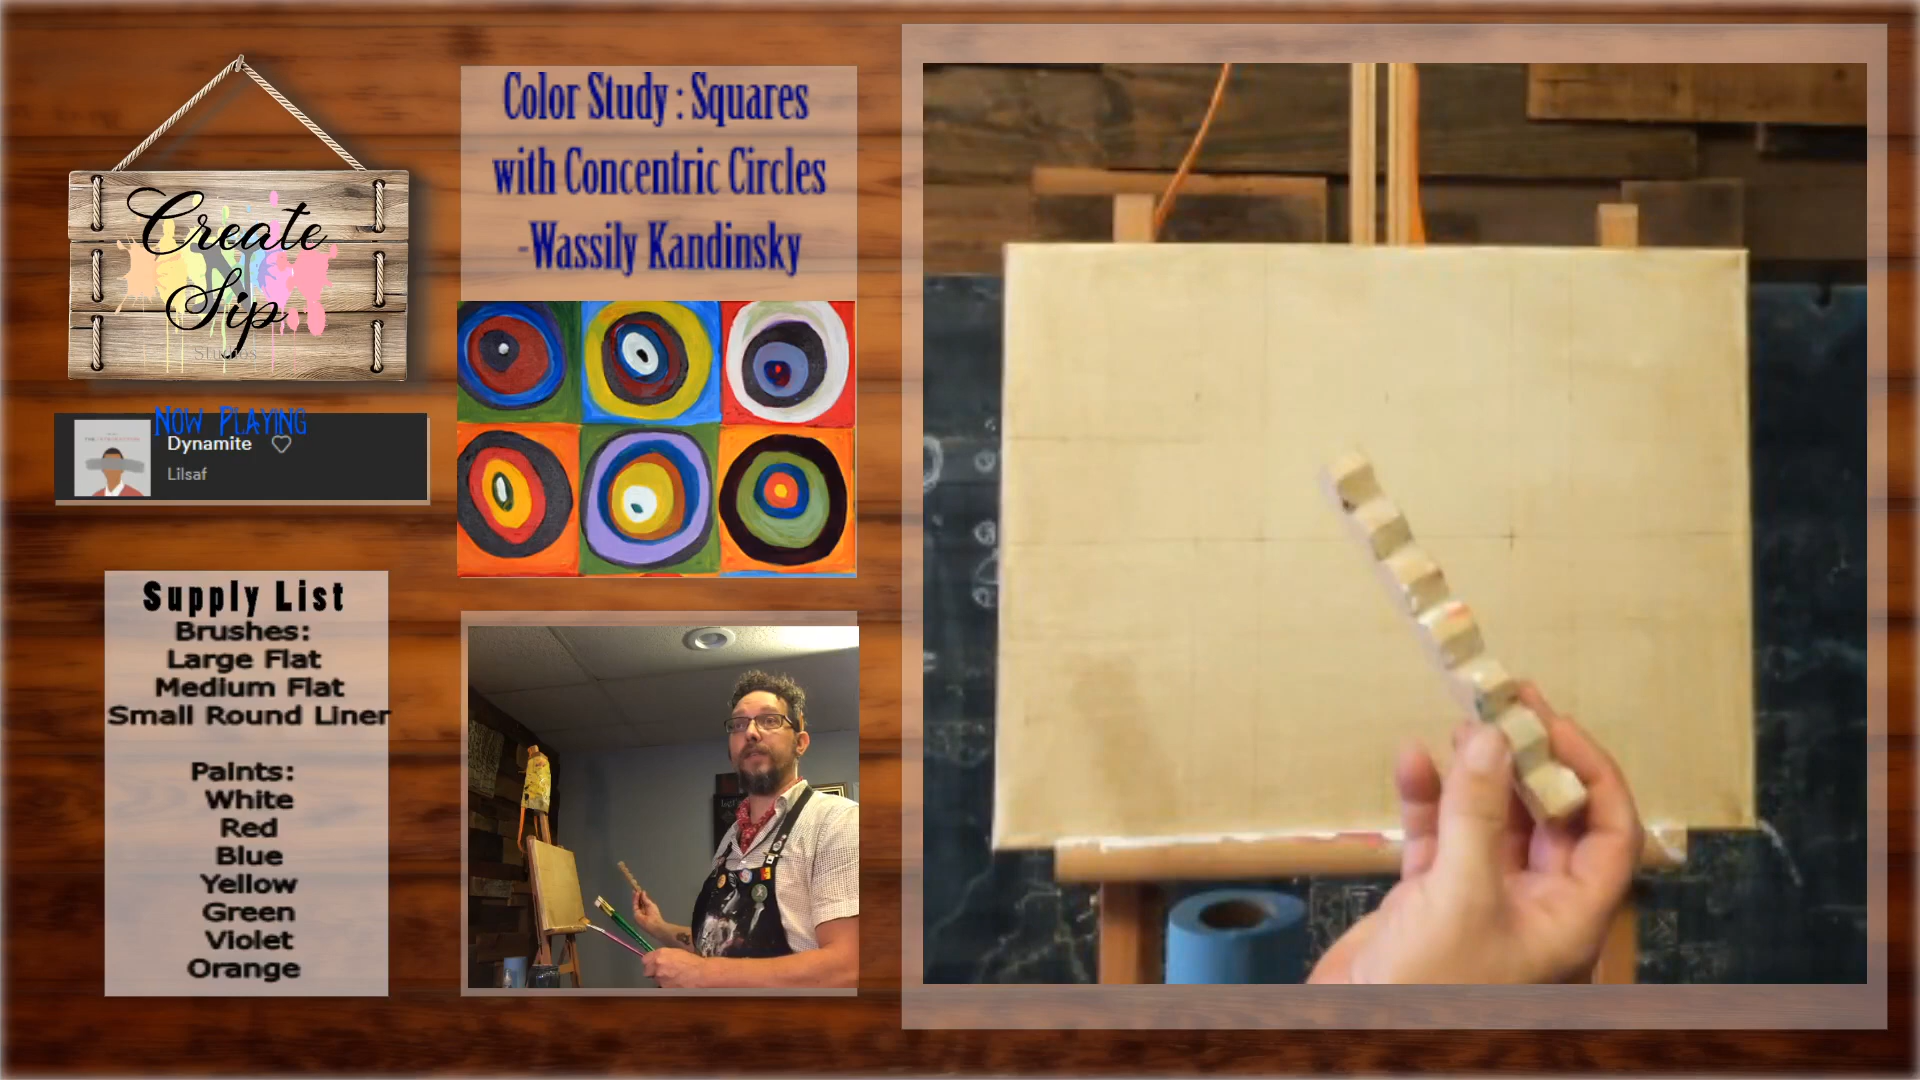 Create
Sip
Studios
Now Playing
Dynamite
Lilsaf
Supply List
Brushes:
Large Flat
Medium Flat
Small Round Liner
Paints:
White
Red
Blue
Yellow
Green
Violet
Orange
Color Study : Squares
with Concentric Circles
-Wassily Kandinsky